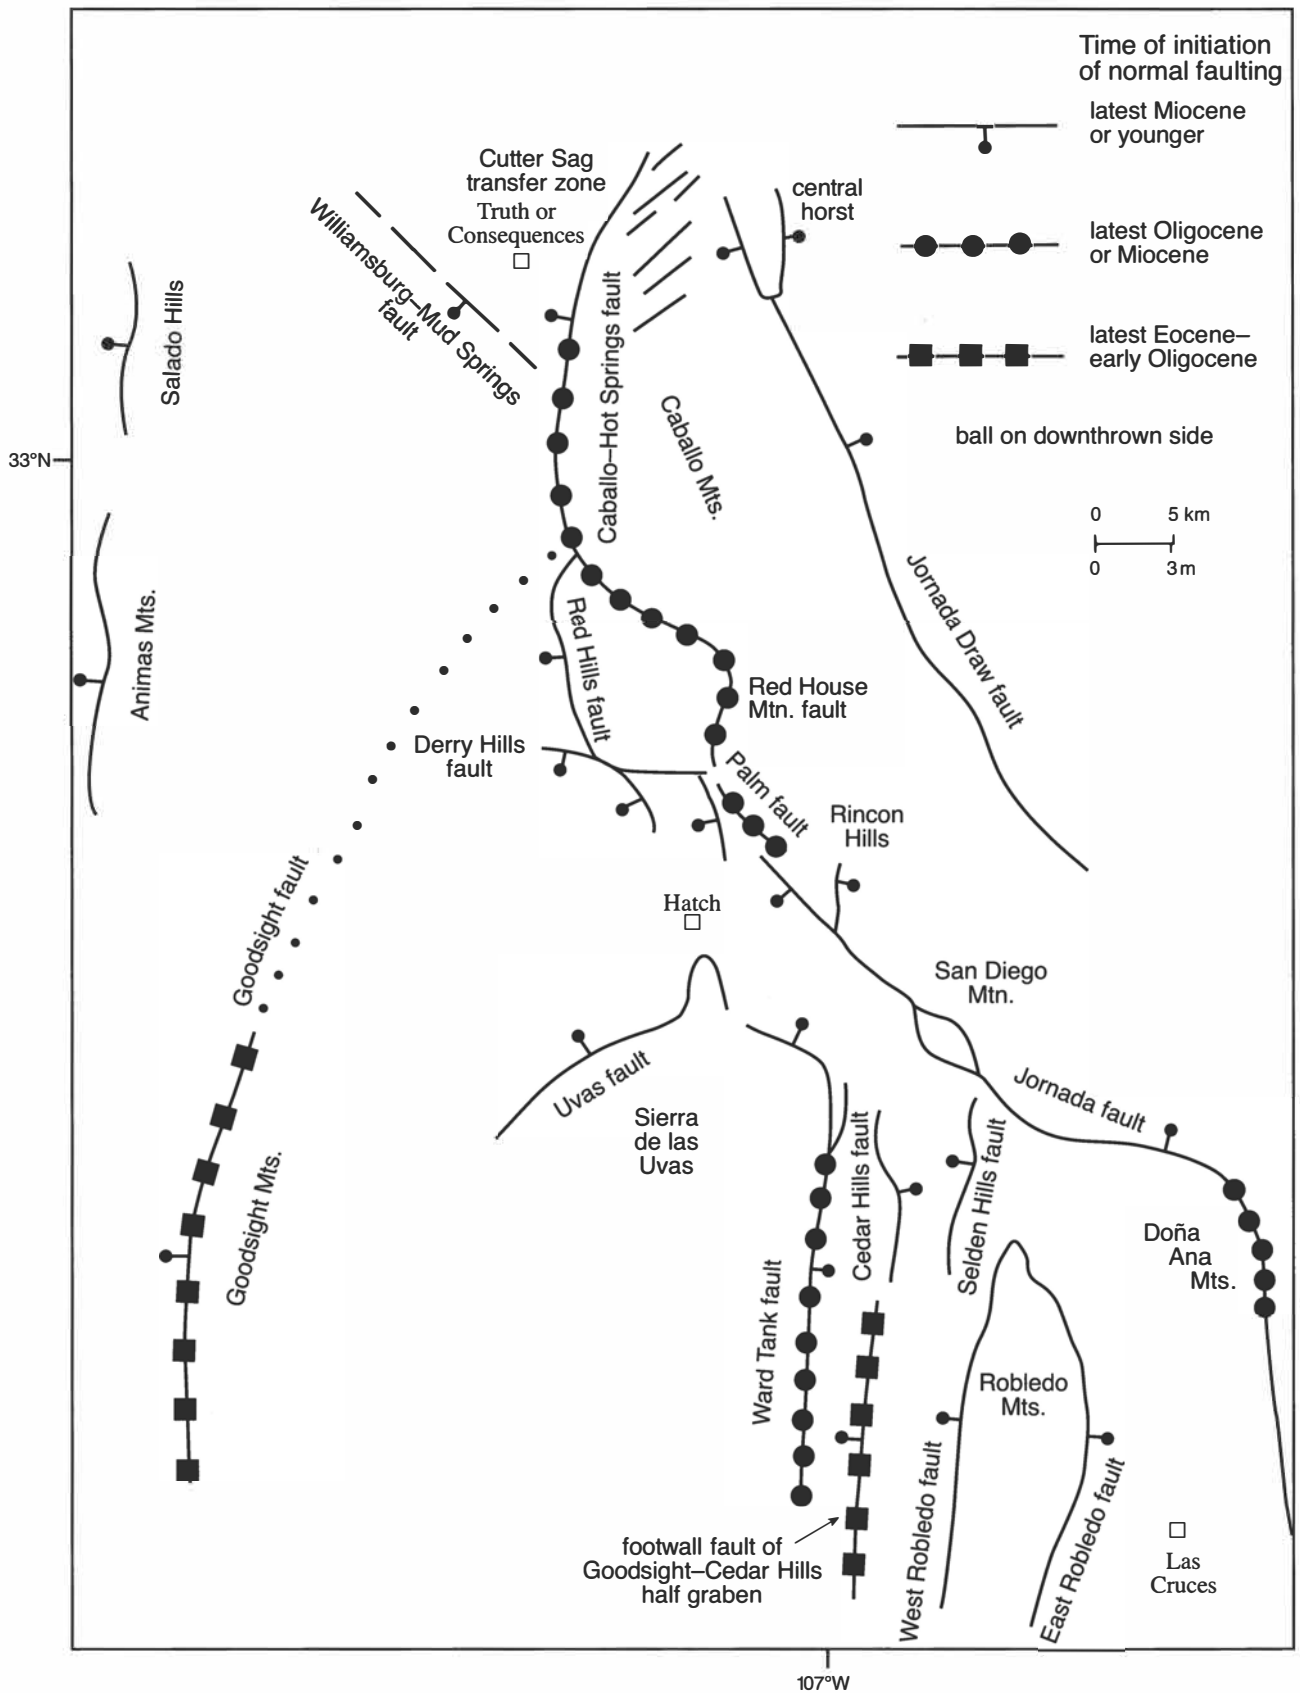 Time of initiation
of normal faulting
latest Miocene
or younger
latest Oligocene
or Miocene
latest Eocene–
early Oligocene
ball on downthrown side
0 5 km
0 3 m
Cutter Sag
transfer zone
Truth or
Consequences
central
horst
Williamsburg–Mud Springs
fault
Salado Hills
Caballo–Hot Springs fault
Caballo Mts.
33°N
Jornada Draw fault
Animas Mts.
Red Hills fault
Red House
Mtn. fault
Derry Hills
fault
Palm fault
Rincon
Hills
Goodsight fault
Hatch
San Diego
Mtn.
Uvas fault
Sierra
de las
Uvas
Jornada fault
Cedar Hills fault
Selden Hills fault
Goodsight Mts.
Doña
Ana
Mts.
Ward Tank fault
Robledo
Mts.
West Robledo fault
East Robledo fault
footwall fault of
Goodsight–Cedar Hills
half graben
Las
Cruces
107°W